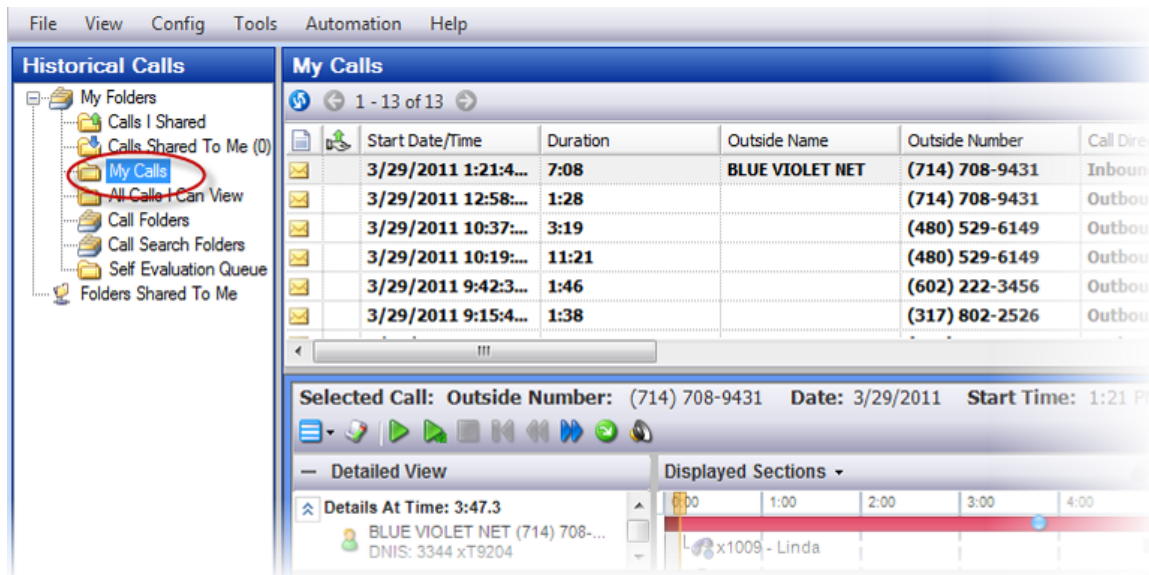 File View Config Tools Automation Help
Historical Calls
My Folders
Calls I Shared
Calls Shared To Me (0)
My Calls
All Calls I Can View
Call Folders
Call Search Folders
Self Evaluation Queue
Folders Shared To Me
My Calls
1 - 13 of 13
Start Date/Time Duration Outside Name Outside Number Call Dire
3/29/2011 1:21:4... 7:08 BLUE VIOLET NET (714) 708-9431 Inboun
3/29/2011 12:58:... 1:28 (714) 708-9431 Outbou
3/29/2011 10:37:... 3:19 (480) 529-6149 Outbou
3/29/2011 10:19:... 11:21 (480) 529-6149 Outbou
3/29/2011 9:42:3... 1:46 (602) 222-3456 Outbou
3/29/2011 9:15:4... 1:38 (317) 802-2526 Outbou
Selected Call: Outside Number: (714) 708-9431 Date: 3/29/2011 Start Time: 1:21 P
Detailed View
Displayed Sections
Details At Time: 3:47.3
BLUE VIOLET NET (714) 708-...
DNIS: 3344 xT9204
0:00 1:00 2:00 3:00 4:00
x1009 - Linda